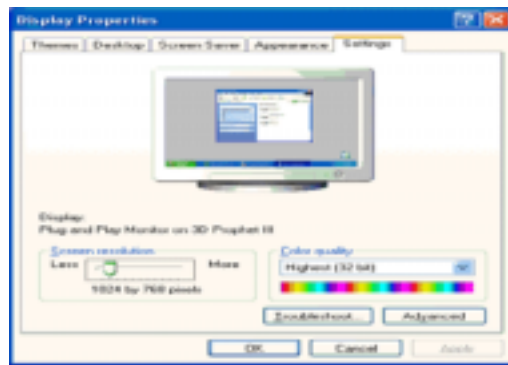 Display Properties
Themes Desktop Screen Saver Appearance Settings
Display:
Plug and Play Monitor on 3D Prophet III
Screen resolution
Less More
1024 by 768 pixels
Color quality
Highest (32 bit)
Troubleshoot... Advanced
OK Cancel Apply